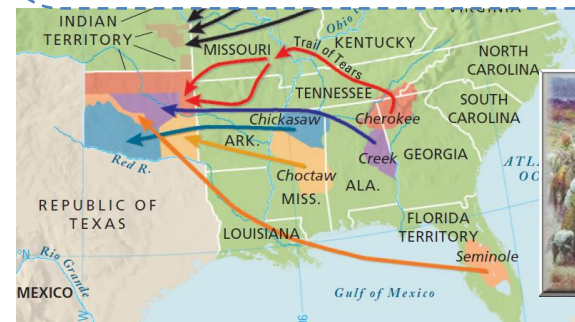 VIRGINIA
INDIAN
TERRITORY
Ohio
MISSOURI
Trail of Tears
KENTUCKY
NORTH
CAROLINA
TENNESSEE
SOUTH
CAROLINA
Chickasaw
Cherokee
ARK.
Creek
GEORGIA
Red R.
Choctaw
MISS.
ALA.
REPUBLIC OF
TEXAS
FLORIDA
TERRITORY
LOUISIANA
Seminole
Rio Grande
MEXICO
Gulf of Mexico